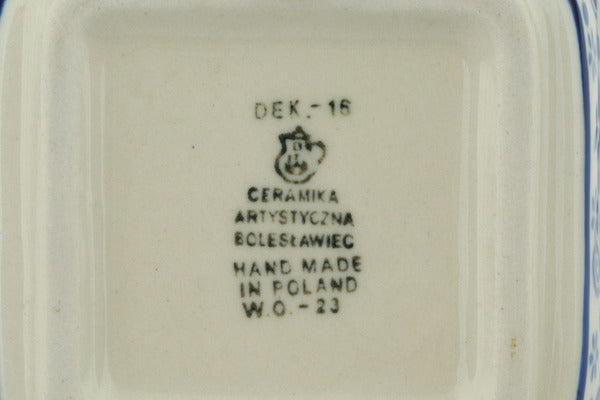 DEK.-16
CERAMIKA
ARTYSTYCZNA
BOLESŁAWIEC
HAND MADE
IN POLAND
W.O.-23